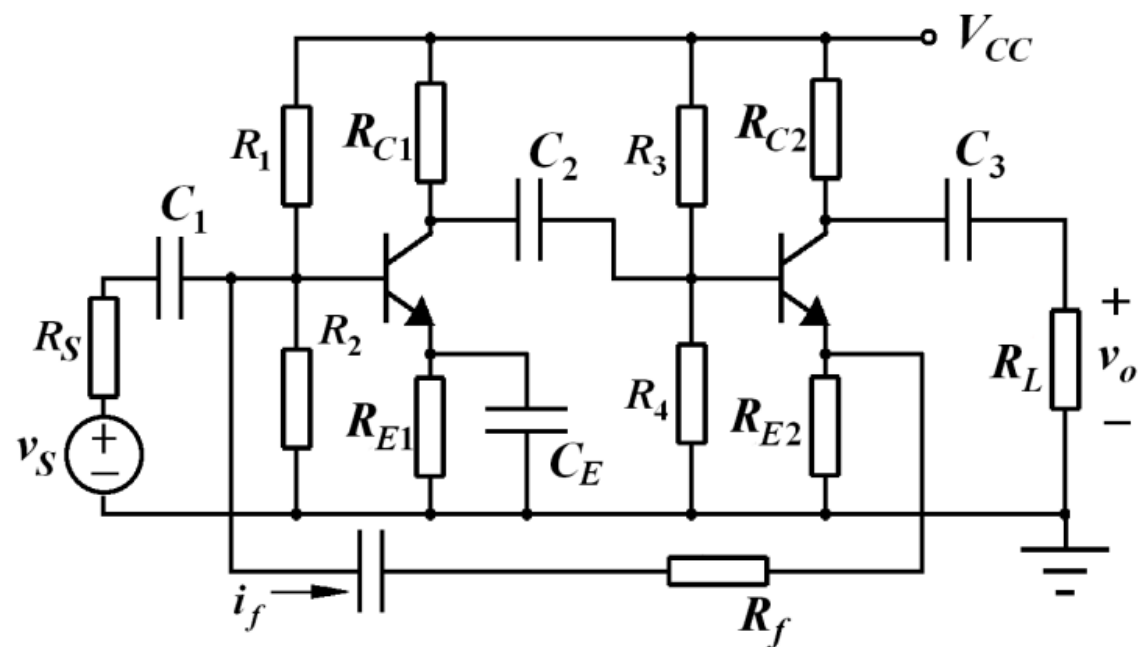 V_CC
R_1
R_C1
C_2
R_3
R_C2
C_3
C_1
R_S
R_2
R_E1
C_E
R_4
R_E2
R_L
+
v_o
−
+
v_S
−
i_f
R_f